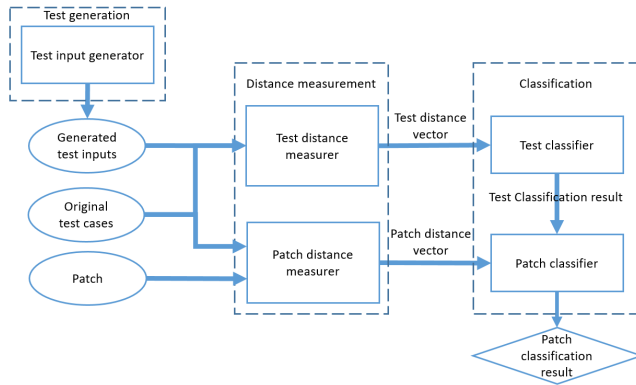 Test generation
Test input generator
Distance measurement
Classification
Generated
test inputs
Test distance
measurer
Test distance
vector
Test classifier
Original
test cases
Test Classification result
Patch
Patch distance
measurer
Patch distance
vector
Patch classifier
Patch
classification
result